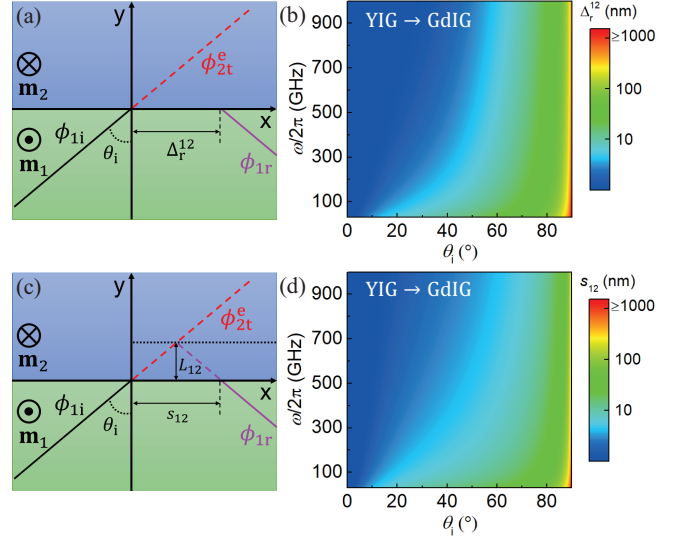 (a)
y
ϕ₂ₜᵉ
m₂
x
ϕ₁ᵢ
m₁
θᵢ
Δᵣ¹²
ϕ₁ᵣ
(b)
YIG → GdIG
ω/2π (GHz)
900
700
500
300
100
0 20 40 60 80
θᵢ (°)
Δᵣ¹² (nm)
≥1000
100
10
(c)
y
ϕ₂ₜᵉ
m₂
L₁₂
x
ϕ₁ᵢ
m₁
θᵢ
s₁₂
ϕ₁ᵣ
(d)
YIG → GdIG
ω/2π (GHz)
900
700
500
300
100
0 20 40 60 80
θᵢ (°)
s₁₂ (nm)
≥1000
100
10